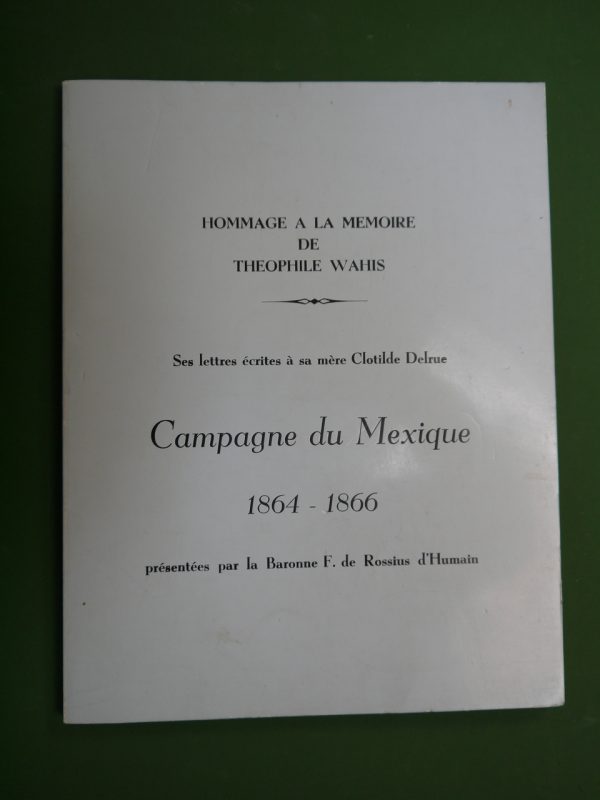 HOMMAGE A LA MEMOIRE
DE
THEOPHILE WAHIS
Ses lettres écrites à sa mère Clotilde Delrue
Campagne du Mexique
1864 - 1866
présentées par la Baronne F. de Rossius d'Humain